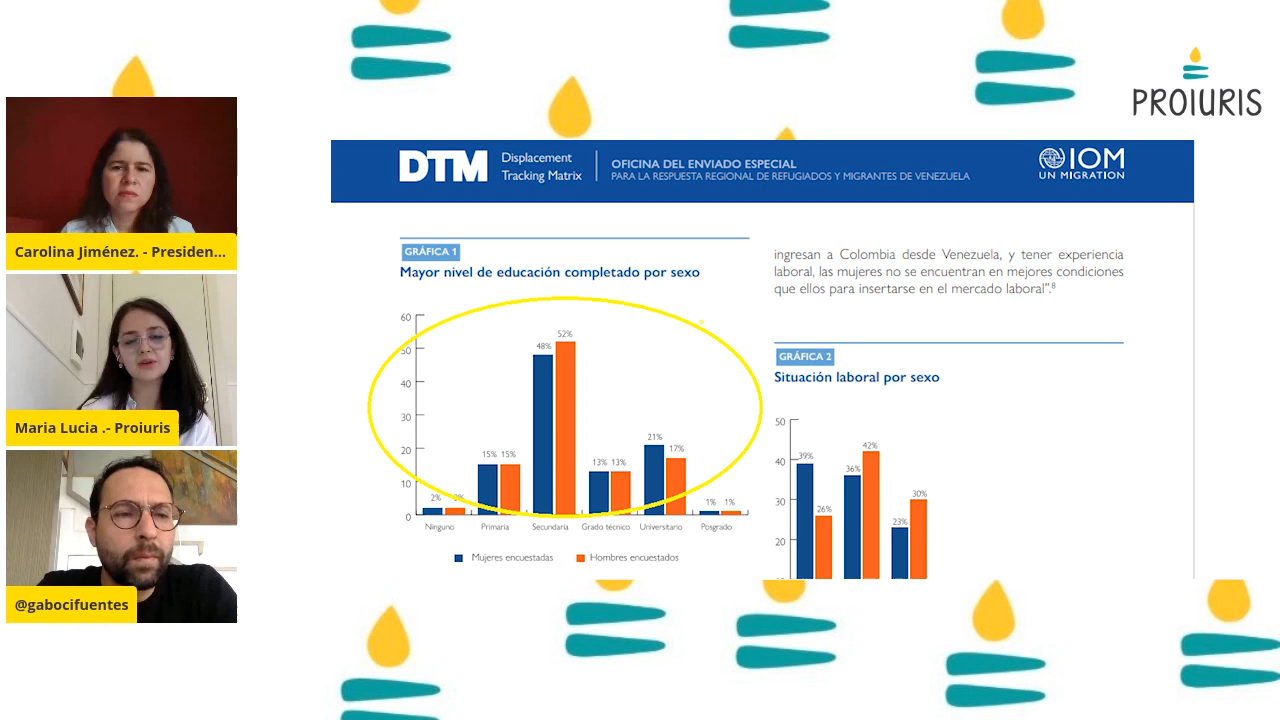 PROIURIS
Carolina Jiménez. - Presiden...
Maria Lucia .- Proiuris
@gabocifuentes
DTM
Displacement
Tracking Matrix
OFICINA DEL ENVIADO ESPECIAL
PARA LA RESPUESTA REGIONAL DE REFUGIADOS Y MIGRANTES DE VENEZUELA
IOM
UN MIGRATION
GRÁFICA 1
Mayor nivel de educación completado por sexo
60
50
40
30
20
10
0
2% 2%
15% 15%
48% 52%
13% 13%
21% 17%
1% 1%
Ninguno Primaria Secundaria Grado técnico Universitario Posgrado
Mujeres encuestadas Hombres encuestados
ingresan a Colombia desde Venezuela, y tener experiencia
laboral, las mujeres no se encuentran en mejores condiciones
que ellos para insertarse en el mercado laboral”.8
GRÁFICA 2
Situación laboral por sexo
50
40
30
20
39% 26%
36% 42%
23% 30%